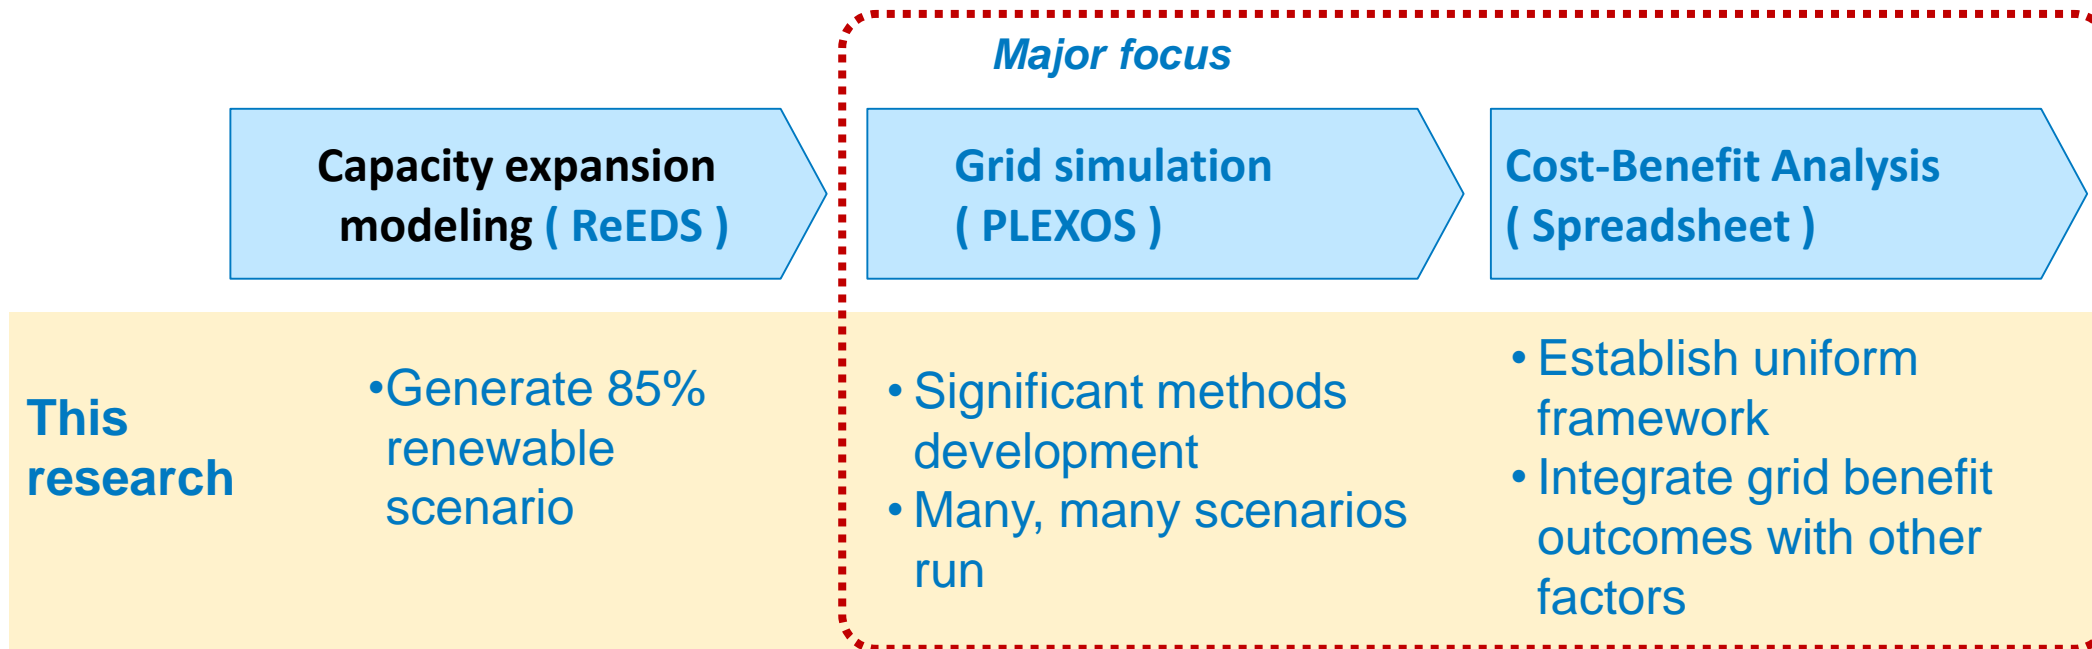 Major focus
Capacity expansion
modeling ( ReEDS )
Grid simulation
( PLEXOS )
Cost-Benefit Analysis
( Spreadsheet )
This
research
•Generate 85%
renewable
scenario
• Significant methods
development
• Many, many scenarios
run
• Establish uniform
framework
• Integrate grid benefit
outcomes with other
factors